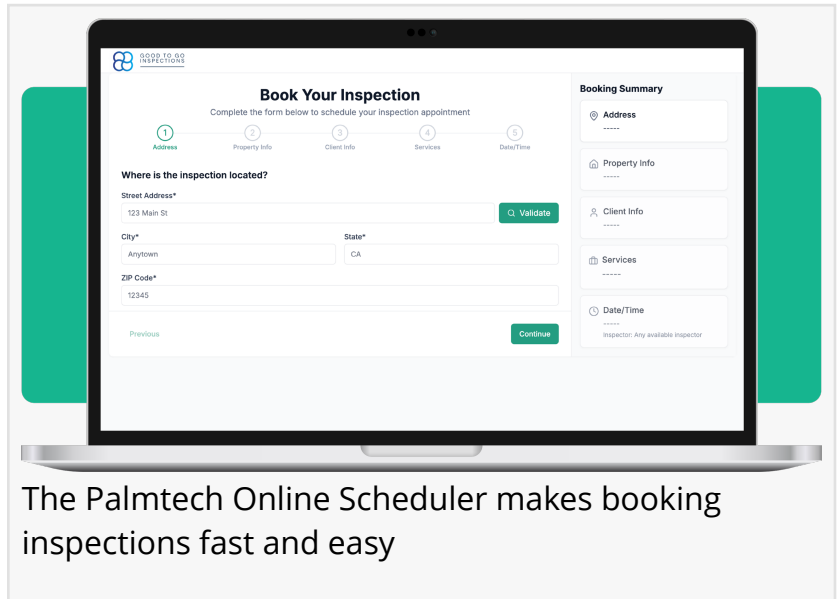 GOOD TO GO
INSPECTIONS
Book Your Inspection
Complete the form below to schedule your inspection appointment
1
2
3
4
5
Address
Property Info
Client Info
Services
Date/Time
Where is the inspection located?
Street Address*
123 Main St
Validate
City*
State*
Anytown
CA
ZIP Code*
12345
Previous
Continue
Booking Summary
Address
-----
Property Info
-----
Client Info
-----
Services
-----
Date/Time
-----
Inspector: Any available inspector
The Palmtech Online Scheduler makes booking
inspections fast and easy